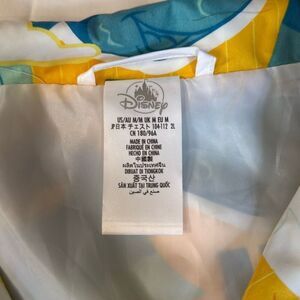 Disney
US/AU M/M UK M EU M
JP日本 チェスト 104-112 2L
CN 180/96A
MADE IN CHINA
FABRIQUÉ EN CHINE
HECHO EN CHINA
中國製
ผลิตในประเทศจีน
DIBUAT DI TIONGKOK
중국산
SẢN XUẤT TẠI TRUNG QUỐC
صنع في الصين